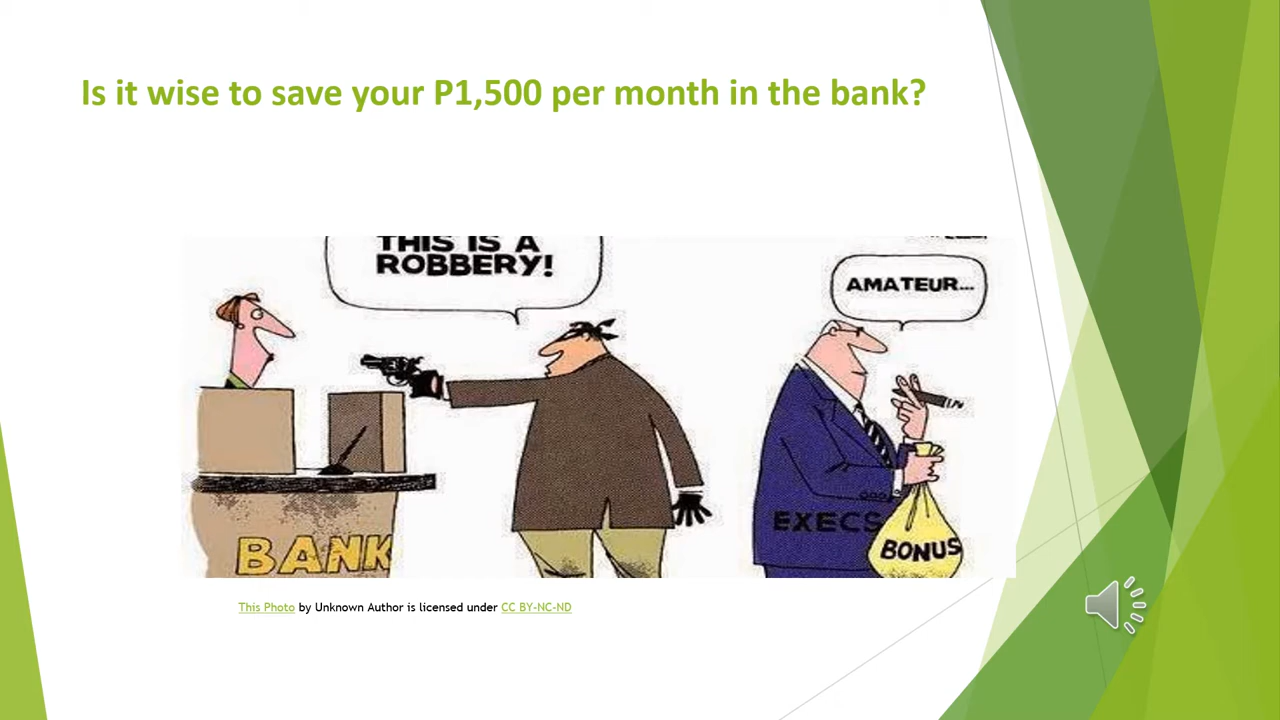 Is it wise to save your P1,500 per month in the bank?
THIS IS A
ROBBERY!
AMATEUR...
BANK
EXECS
BONUS
This Photo by Unknown Author is licensed under CC BY-NC-ND